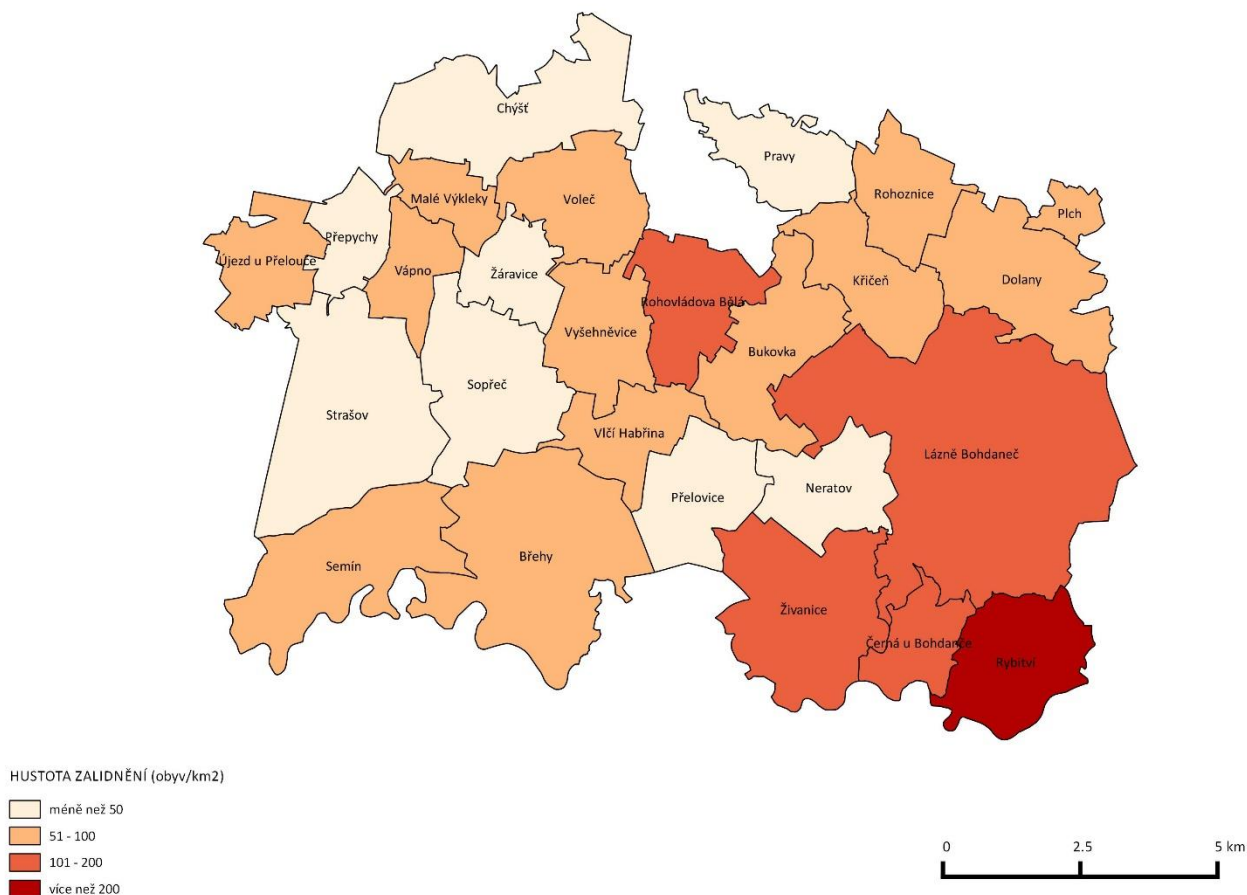 Chýšť
Pravy
Rohoznice
Malé Výkleky
Voleč
Plch
Přepychy
Újezd u Přelouče
Vápno
Žáravice
Křičeň
Dolany
Rohovládova Bělá
Vyšehněvice
Bukovka
Sopřeč
Strašov
Vlčí Habřina
Lázně Bohdaneč
Přelovice
Neratov
Břehy
Semín
Živanice
Černá u Bohdanče
Rybitví
HUSTOTA ZALIDNĚNÍ (obyv/km2)
méně než 50
51 - 100
101 - 200
více než 200
0 2.5 5 km